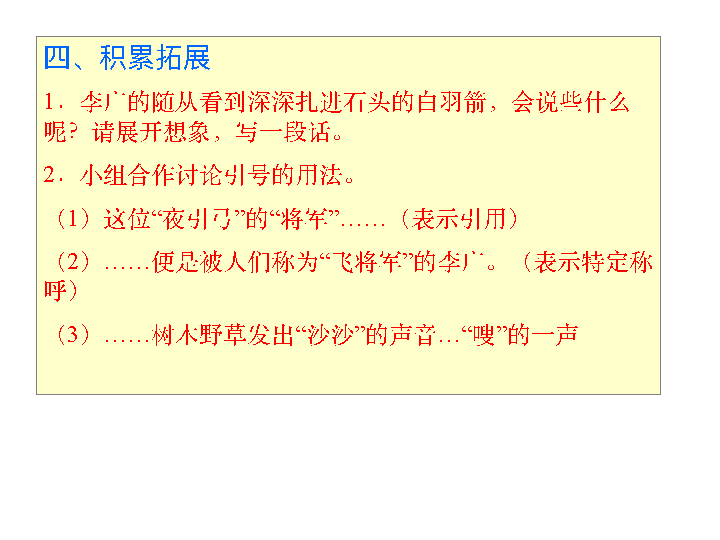 四、积累拓展
1．李广的随从看到深深扎进石头的白羽箭，会说些什么
呢？请展开想象，写一段话。
2．小组合作讨论引号的用法。
（1）这位“夜引弓”的“将军”……（表示引用）
（2）……便是被人们称为“飞将军”的李广。（表示特定称
呼）
（3）……树木野草发出“沙沙”的声音…“嗖”的一声